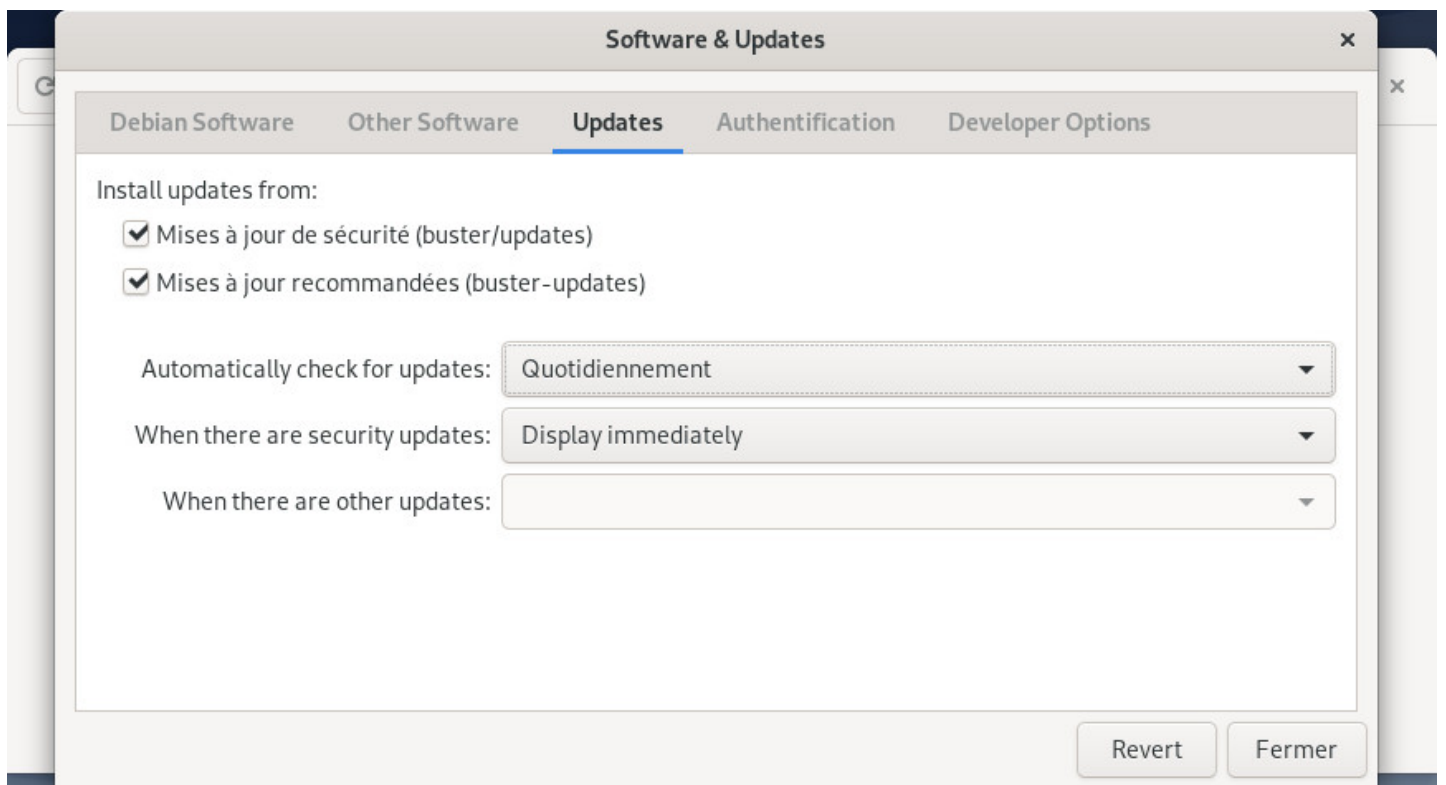 Software & Updates
Debian Software Other Software Updates Authentification Developer Options
Install updates from:
Mises à jour de sécurité (buster/updates)
Mises à jour recommandées (buster-updates)
Automatically check for updates: Quotidiennement
When there are security updates: Display immediately
When there are other updates:
Revert Fermer